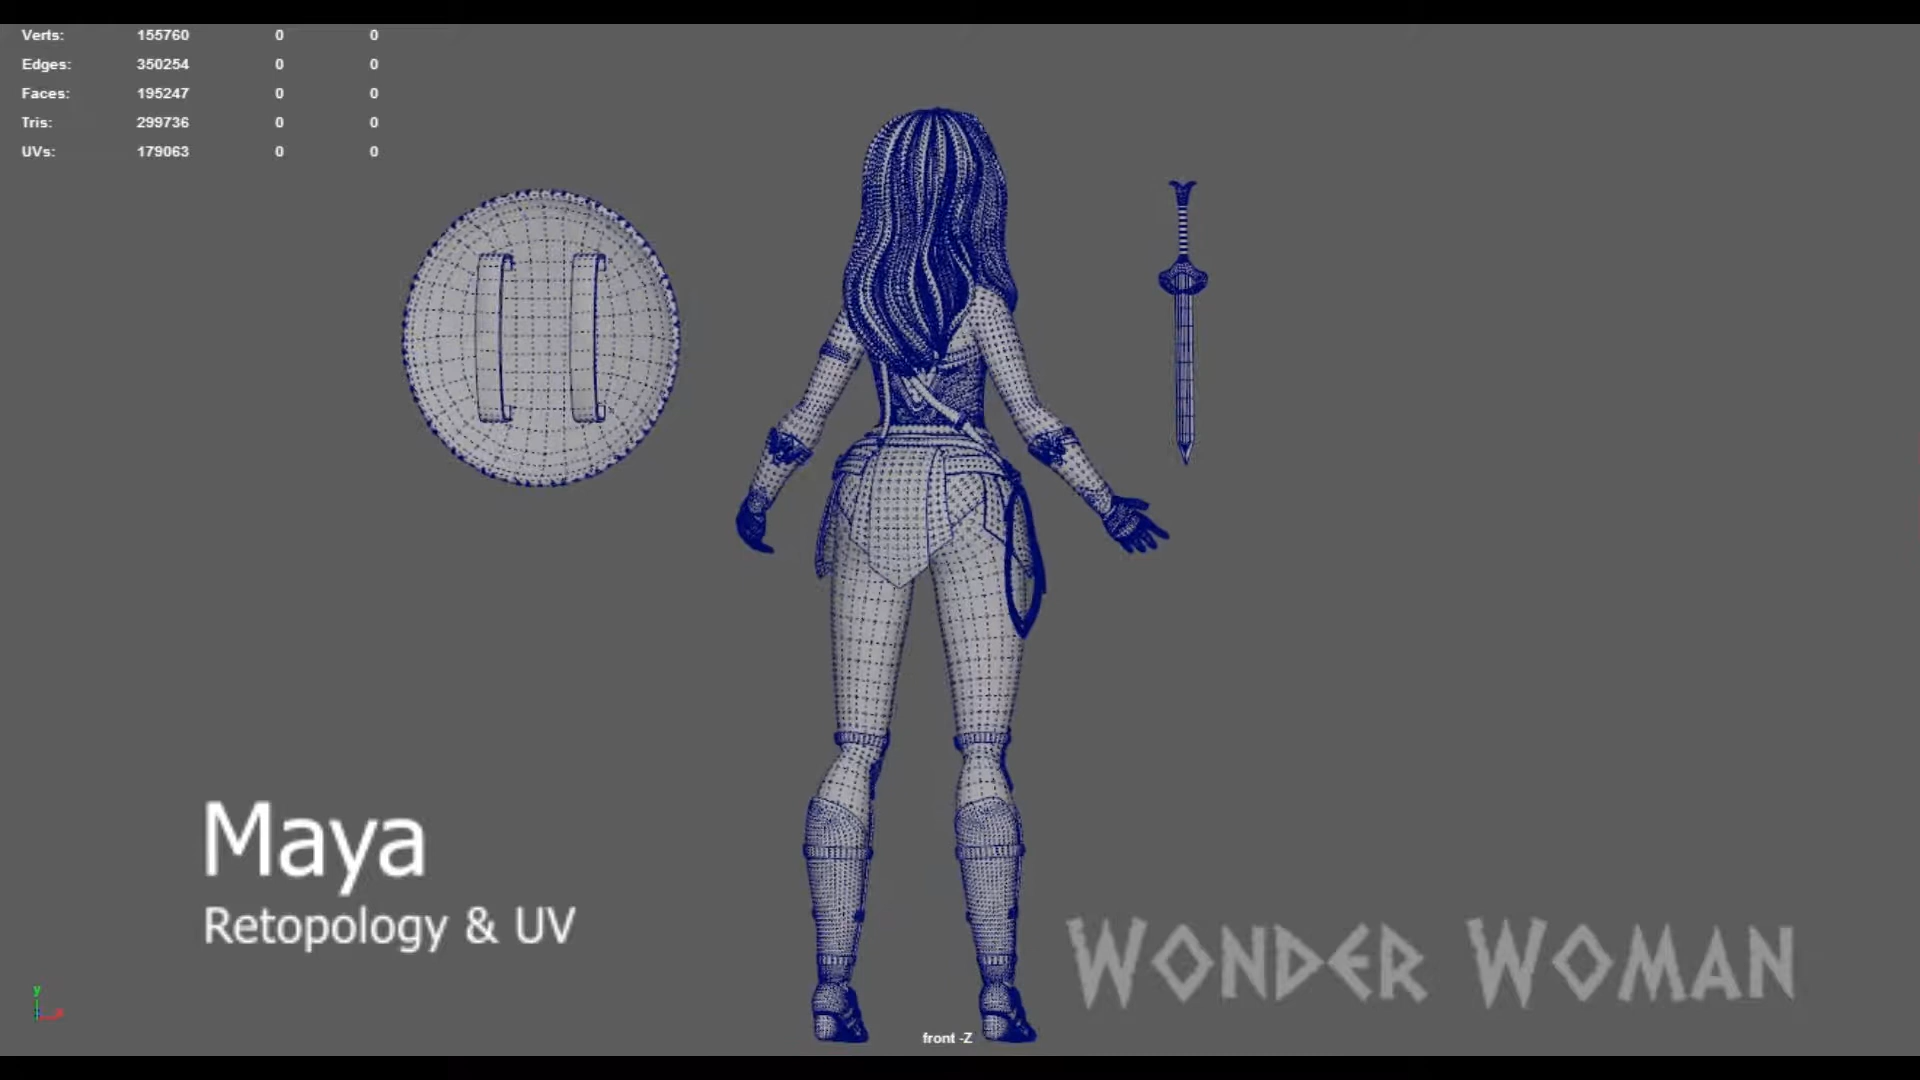 Verts: 155760 0 0
Edges: 350254 0 0
Faces: 195247 0 0
Tris: 299736 0 0
UVs: 179063 0 0
Maya
Retopology & UV
WONDER WOMAN
y
front -Z